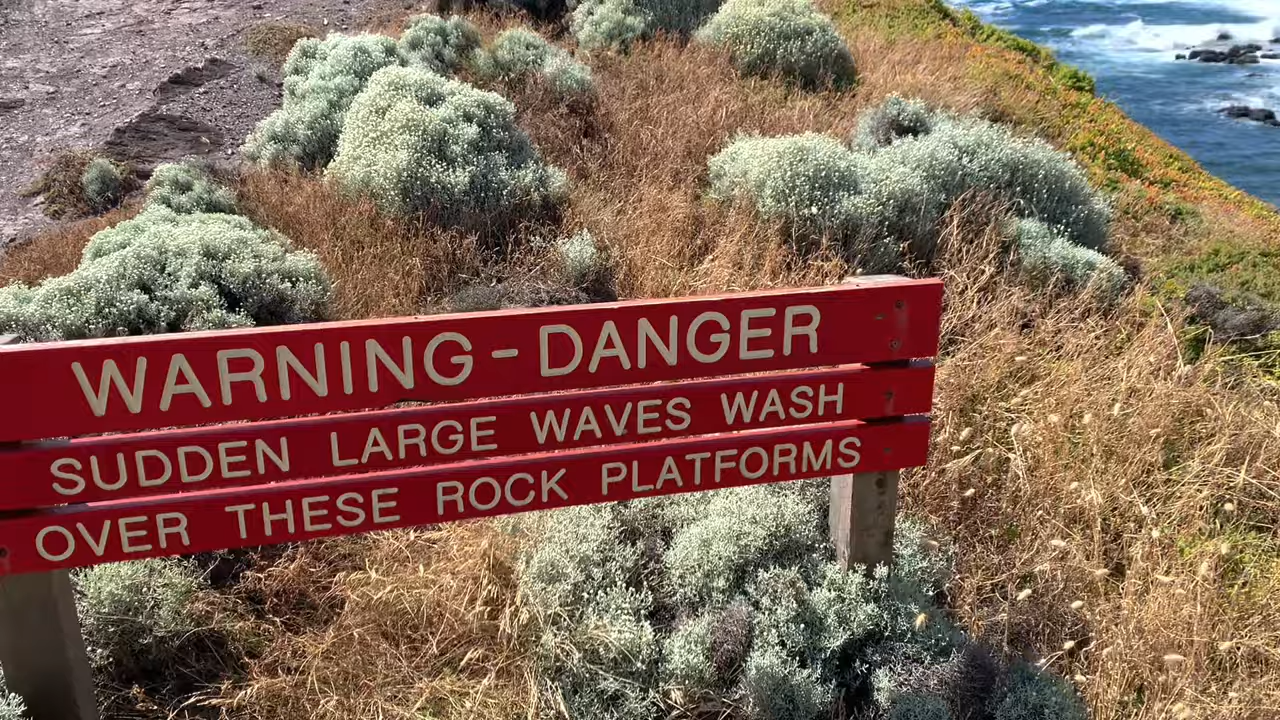 WARNING - DANGER
SUDDEN LARGE WAVES WASH
OVER THESE ROCK PLATFORMS